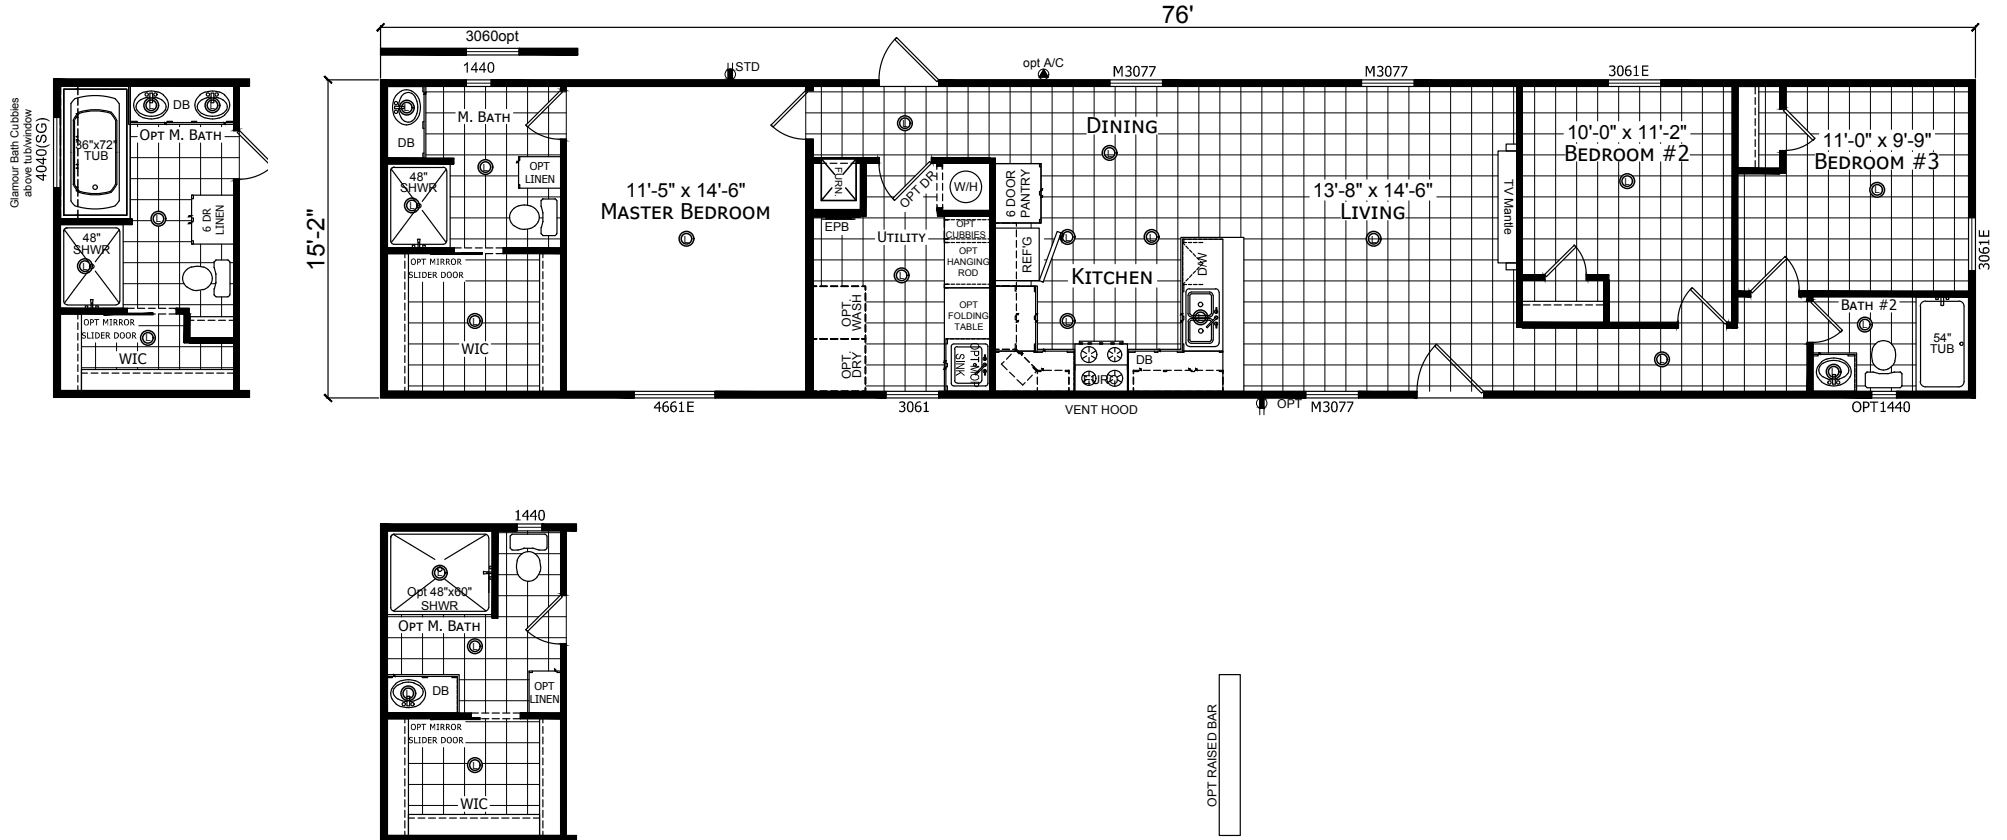 76'
3060opt
1440
STD
opt A/C
M3077
M3077
3061E
15'-2"
Glamour Bath Cubbies
above tub/window
4040(SG)
DB
OPT M. BATH
36"x72"
TUB
6 DR
LINEN
48"
SHWR
OPT MIRROR
SLIDER DOOR
WIC
DB
M. BATH
48"
SHWR
OPT
LINEN
OPT MIRROR
SLIDER DOOR
WIC
11'-5" x 14'-6"
MASTER BEDROOM
FURN.
EPB
OPT DR
W/H
UTILITY
OPT
CUBBIES
OPT
HANGING
ROD
OPT
FOLDING
TABLE
OPT MOP
SINK
OPT
WASH
OPT
DRY
DINING
6 DOOR
PANTRY
REF'G
KITCHEN
D/W
DB
EURO
13'-8" x 14'-6"
LIVING
TV Mantle
10'-0" x 11'-2"
BEDROOM #2
11'-0" x 9'-9"
BEDROOM #3
3061E
BATH #2
54"
TUB
4661E
3061
VENT HOOD
OPT
M3077
OPT1440
1440
Opt 48"x60"
SHWR
OPT M. BATH
DB
OPT
LINEN
OPT MIRROR
SLIDER DOOR
WIC
OPT RAISED BAR